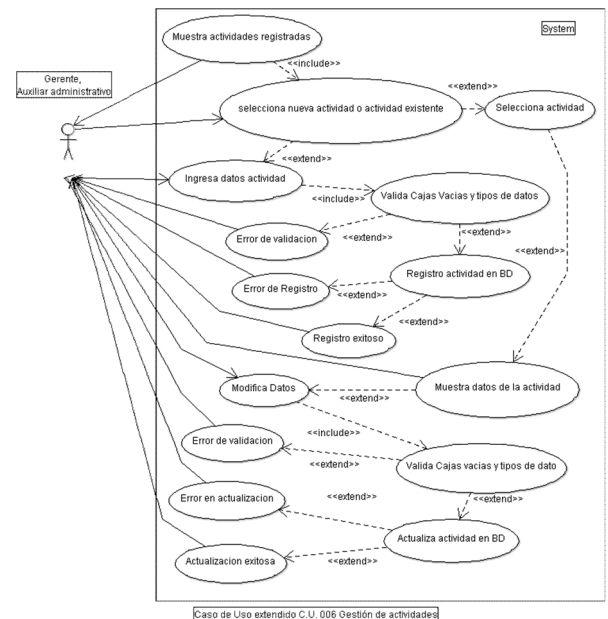 System
Muestra actividades registradas
<<include>>
Gerente,
Auxiliar administrativo
<<extend>>
selecciona nueva actividad o actividad existente
Selecciona actividad
<<extend>>
Ingresa datos actividad
<<include>>
Valida Cajas Vacias y tipos de datos
Error de validacion
<<extend>>
<<extend>>
<<extend>>
Registro actividad en BD
Error de Registro
<<extend>>
<<extend>>
Registro exitoso
Modifica Datos
<<extend>>
Muestra datos de la actividad
<<include>>
Error de validacion
<<extend>>
Valida Cajas vacias y tipos de dato
Error en actualizacion
<<extend>>
<<extend>>
Actualiza actividad en BD
Actualizacion exitosa
<<extend>>
Caso de Uso extendido C.U. 006 Gestión de actividades